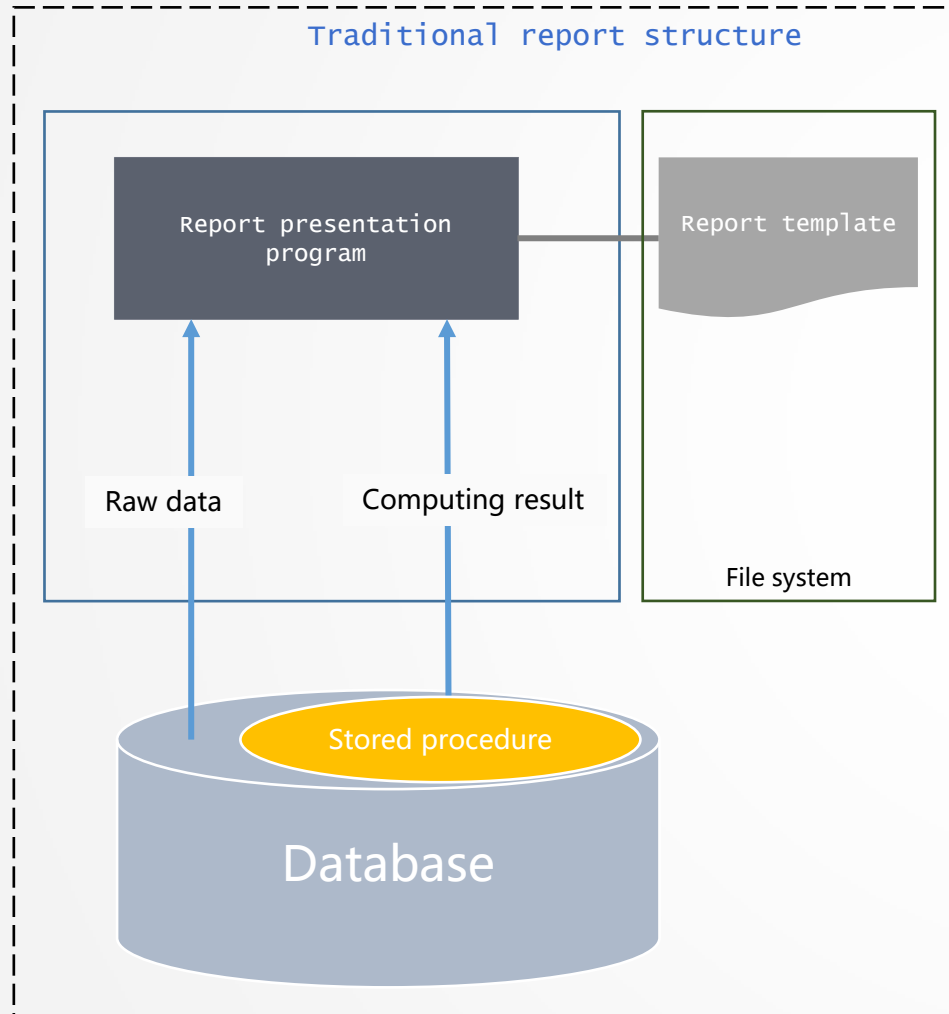 Traditional report structure
Report presentation
program
Report template
Raw data
Computing result
File system
Stored procedure
Database